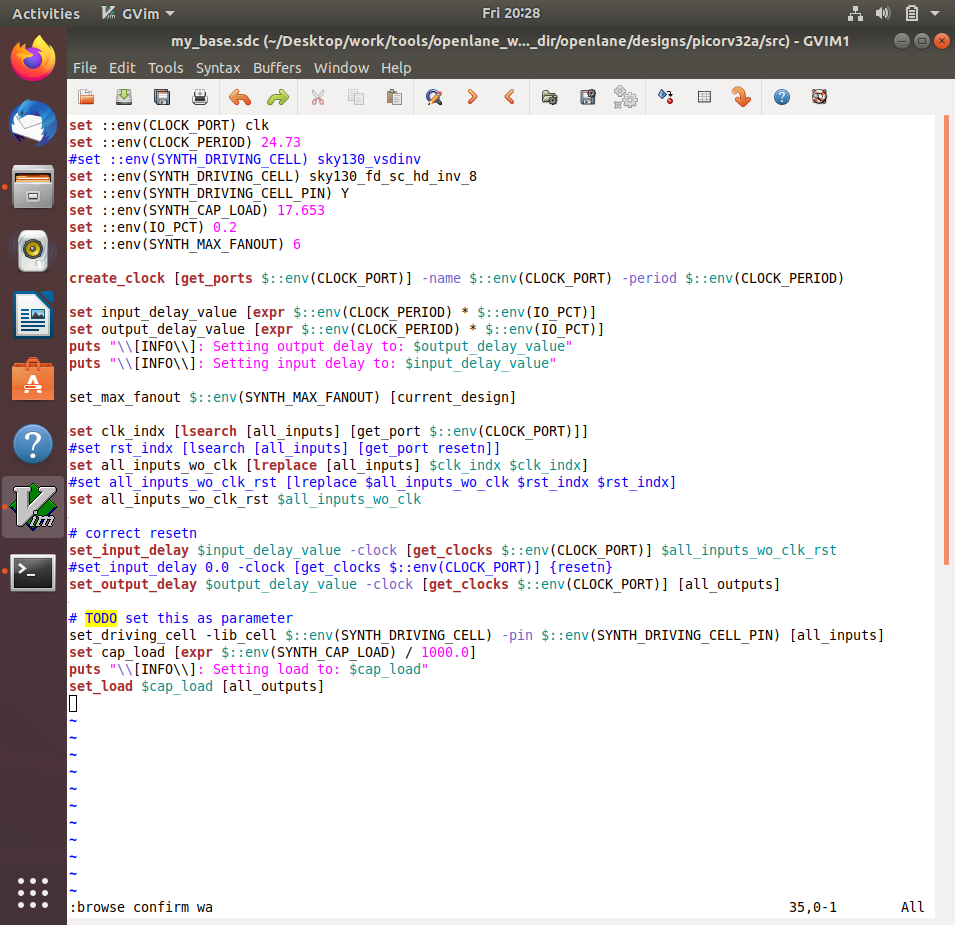 Activities GVim Fri 20:28
my_base.sdc (~/Desktop/work/tools/openlane_w..._dir/openlane/designs/picorv32a/src) - GVIM1
File Edit Tools Syntax Buffers Window Help
set ::env(CLOCK_PORT) clk
set ::env(CLOCK_PERIOD) 24.73
#set ::env(SYNTH_DRIVING_CELL) sky130_vsdinv
set ::env(SYNTH_DRIVING_CELL) sky130_fd_sc_hd_inv_8
set ::env(SYNTH_DRIVING_CELL_PIN) Y
set ::env(SYNTH_CAP_LOAD) 17.653
set ::env(IO_PCT) 0.2
set ::env(SYNTH_MAX_FANOUT) 6
create_clock [get_ports $::env(CLOCK_PORT)] -name $::env(CLOCK_PORT) -period $::env(CLOCK_PERIOD)
set input_delay_value [expr $::env(CLOCK_PERIOD) * $::env(IO_PCT)]
set output_delay_value [expr $::env(CLOCK_PERIOD) * $::env(IO_PCT)]
puts "\\[INFO\\]: Setting output delay to: $output_delay_value"
puts "\\[INFO\\]: Setting input delay to: $input_delay_value"
set_max_fanout $::env(SYNTH_MAX_FANOUT) [current_design]
set clk_indx [lsearch [all_inputs] [get_port $::env(CLOCK_PORT)]]
#set rst_indx [lsearch [all_inputs] [get_port resetn]]
set all_inputs_wo_clk [lreplace [all_inputs] $clk_indx $clk_indx]
#set all_inputs_wo_clk_rst [lreplace $all_inputs_wo_clk $rst_indx $rst_indx]
set all_inputs_wo_clk_rst $all_inputs_wo_clk
# correct resetn
set_input_delay $input_delay_value -clock [get_clocks $::env(CLOCK_PORT)] $all_inputs_wo_clk_rst
#set_input_delay 0.0 -clock [get_clocks $::env(CLOCK_PORT)] {resetn}
set_output_delay $output_delay_value -clock [get_clocks $::env(CLOCK_PORT)] [all_outputs]
# TODO set this as parameter
set_driving_cell -lib_cell $::env(SYNTH_DRIVING_CELL) -pin $::env(SYNTH_DRIVING_CELL_PIN) [all_inputs]
set cap_load [expr $::env(SYNTH_CAP_LOAD) / 1000.0]
puts "\\[INFO\\]: Setting load to: $cap_load"
set_load $cap_load [all_outputs]
~
~
~
~
~
~
~
~
~
~
~
:browse confirm wa 35,0-1 All